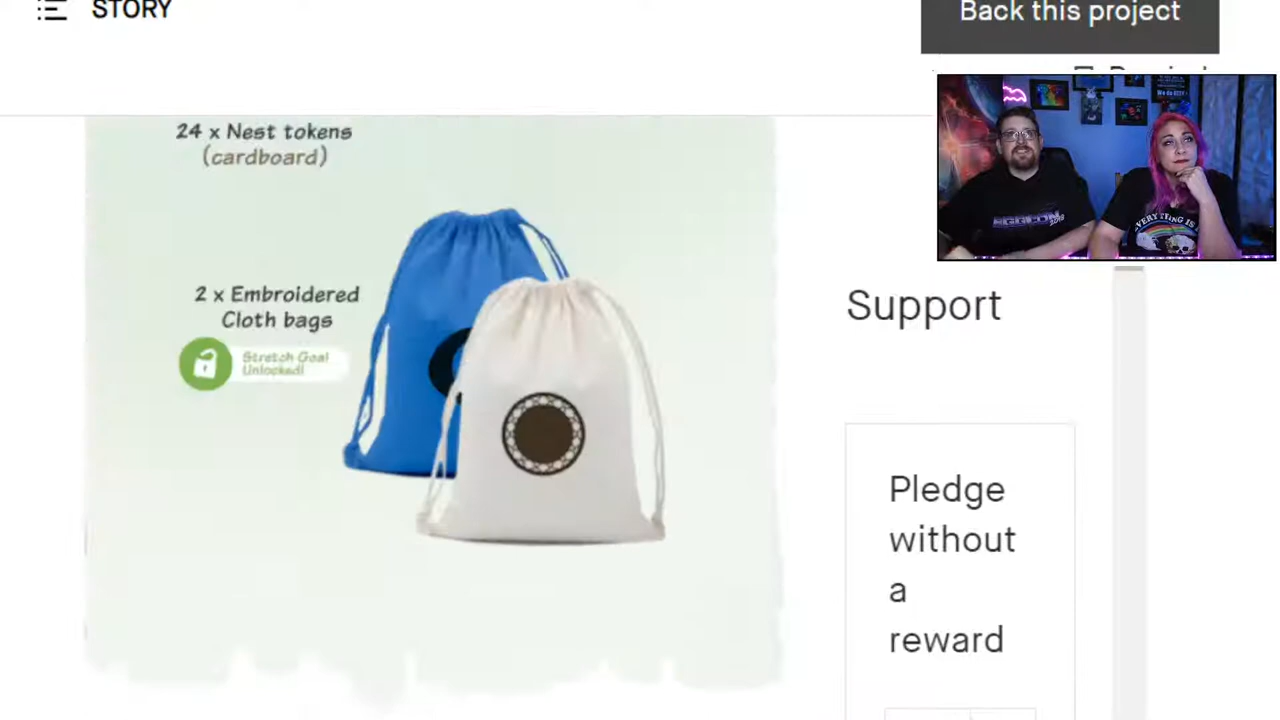 STORY
Back this project
24 x Nest tokens
(cardboard)
2 x Embroidered
Cloth bags
Stretch Goal
Unlocked!
Support
Pledge
without
a
reward